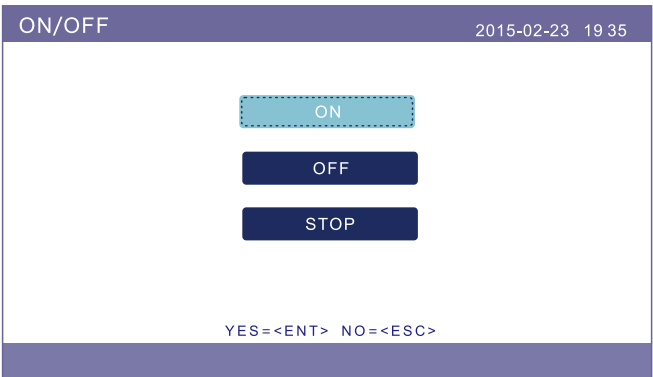 ON/OFF 2015-02-23 19 35
ON
OFF
STOP
YES=<ENT> NO=<ESC>